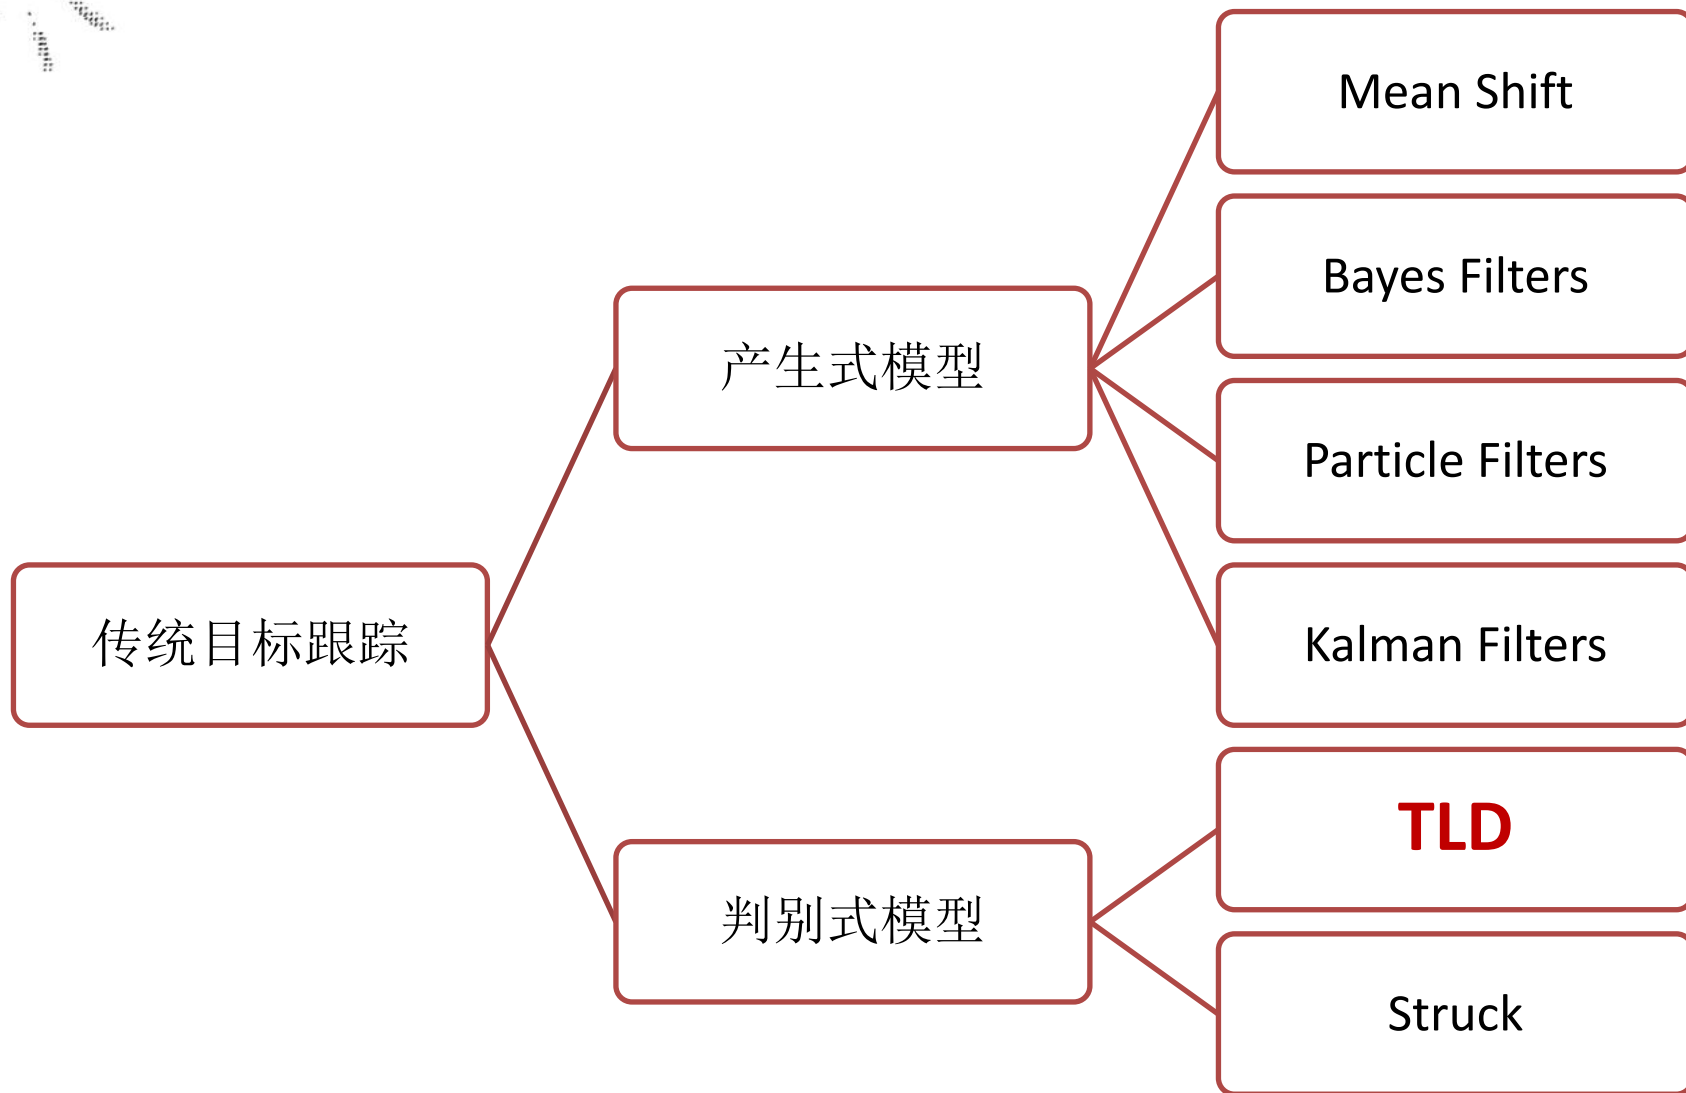 传统目标跟踪
产生式模型
Mean Shift
Bayes Filters
Particle Filters
Kalman Filters
判别式模型
TLD
Struck